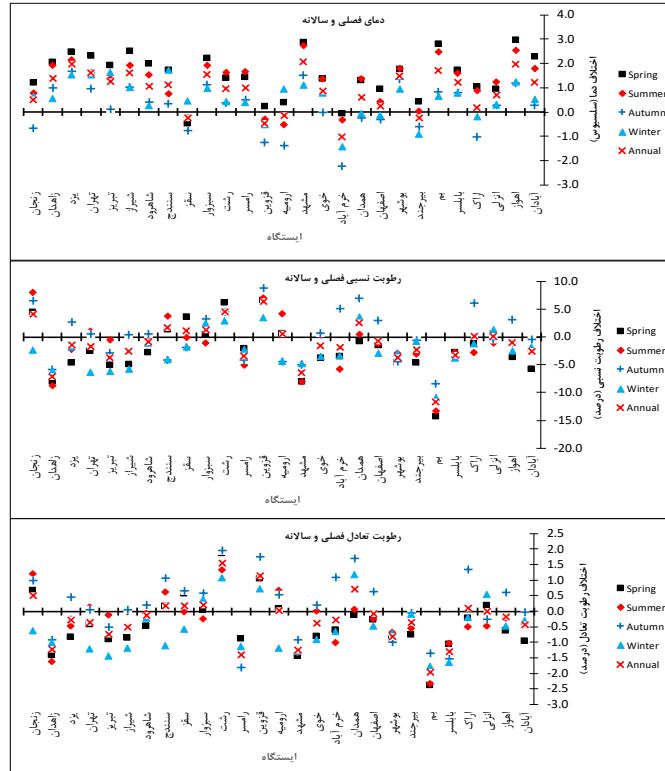 دمای فصلی و سالانه
4.0
3.0
2.0
1.0
0.0
-1.0
-2.0
-3.0
اختلاف دما (سلسیوس)
Spring
Summer
Autumn
Winter
Annual
زنجان
زاهدان
یزد
تهران
تبریز
شیراز
شاهرود
سنندج
سقز
سبزوار
رشت
رامسر
قزوین
ارومیه
مشهد
خوی
خرم آباد
همدان
اصفهان
بوشهر
بیرجند
بم
بابلسر
اراک
انزلی
اهواز
آبادان
ایستگاه
رطوبت نسبی فصلی و سالانه
10.0
5.0
0.0
-5.0
-10.0
-15.0
-20.0
اختلاف رطوبت نسبی (درصد)
Spring
Summer
Autumn
Winter
Annual
زنجان
زاهدان
یزد
تهران
تبریز
شیراز
شاهرود
سنندج
سقز
سبزوار
رشت
رامسر
قزوین
ارومیه
مشهد
خوی
خرم آباد
همدان
اصفهان
بوشهر
بیرجند
بم
بابلسر
اراک
انزلی
اهواز
آبادان
ایستگاه
رطوبت تعادل فصلی و سالانه
2.5
2.0
1.5
1.0
0.5
0.0
-0.5
-1.0
-1.5
-2.0
-2.5
-3.0
اختلاف رطوبت تعادل (درصد)
Spring
Summer
Autumn
Winter
Annual
زنجان
زاهدان
یزد
تهران
تبریز
شیراز
شاهرود
سنندج
سقز
سبزوار
رشت
رامسر
قزوین
ارومیه
مشهد
خوی
خرم آباد
همدان
اصفهان
بوشهر
بیرجند
بم
بابلسر
اراک
انزلی
اهواز
آبادان
ایستگاه